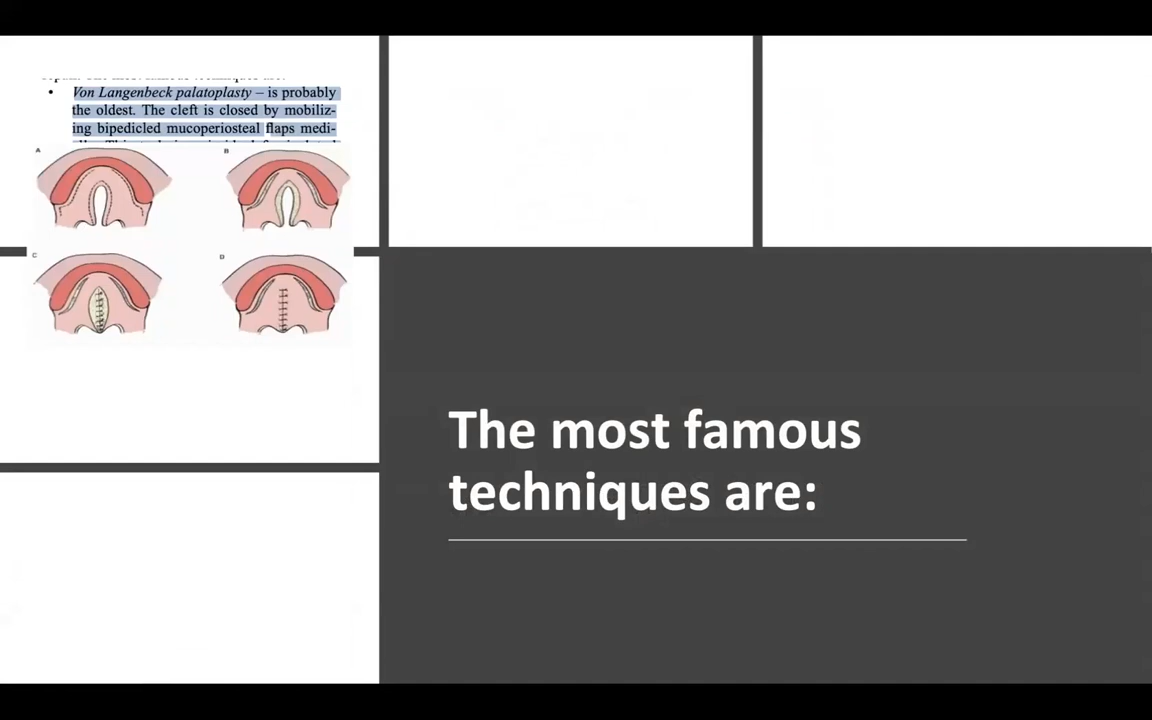 • Von Langenbeck palatoplasty – is probably
the oldest. The cleft is closed by mobiliz-
ing bipedicled mucoperiosteal flaps medi-
A
B
C
D
The most famous
techniques are: